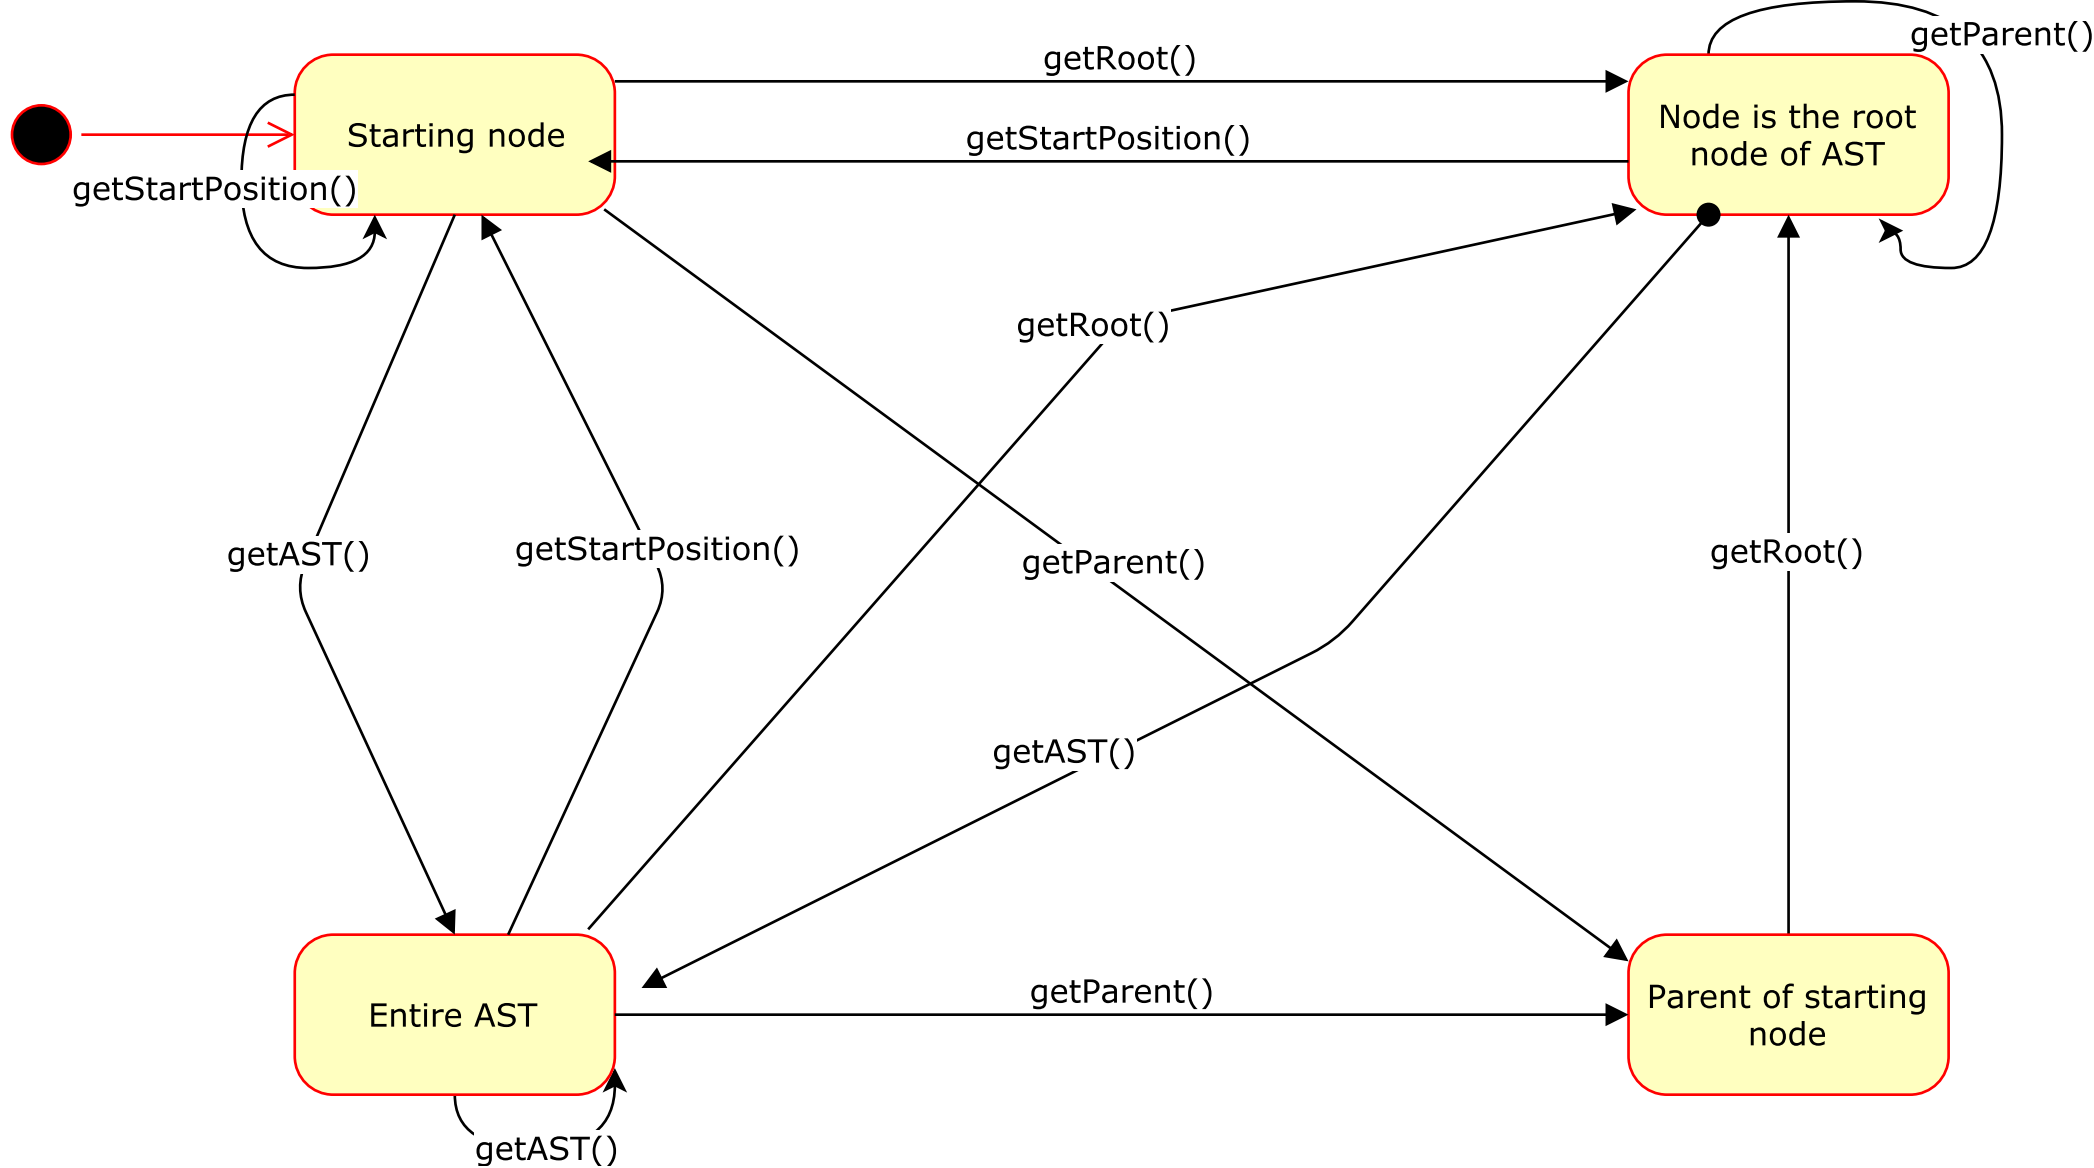 getParent()
getRoot()
Starting node
Node is the root
node of AST
getStartPosition()
getStartPosition()
getRoot()
getAST()
getStartPosition()
getParent()
getRoot()
getAST()
getParent()
Entire AST
Parent of starting
node
getAST()